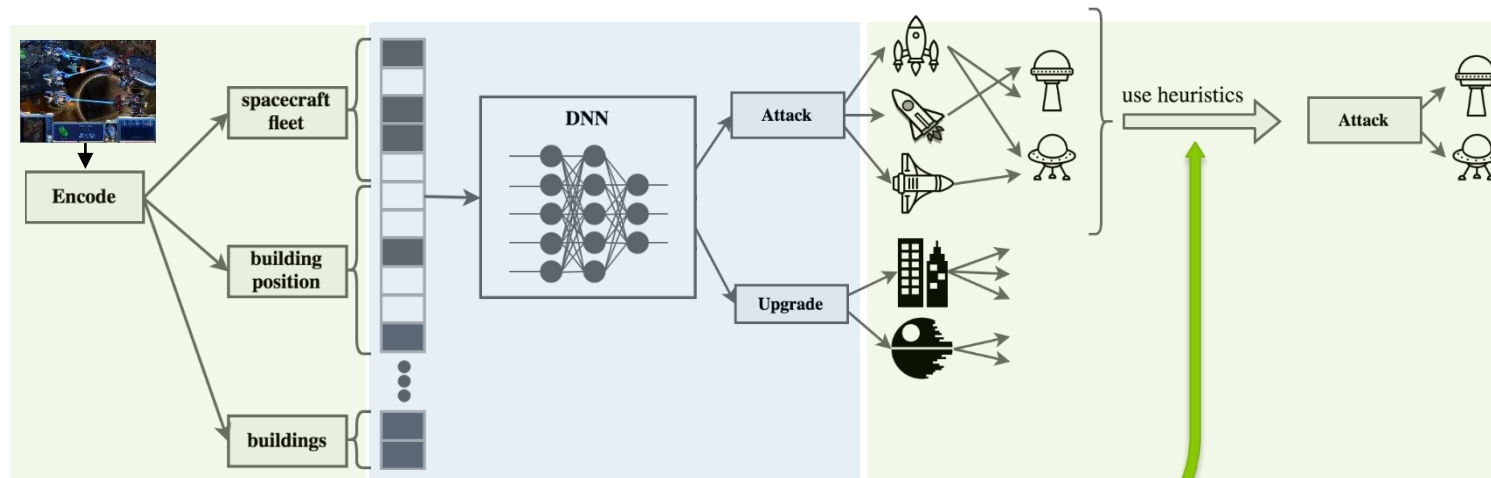 Encode
spacecraft
fleet
building
position
buildings
DNN
Attack
Upgrade
use heuristics
Attack